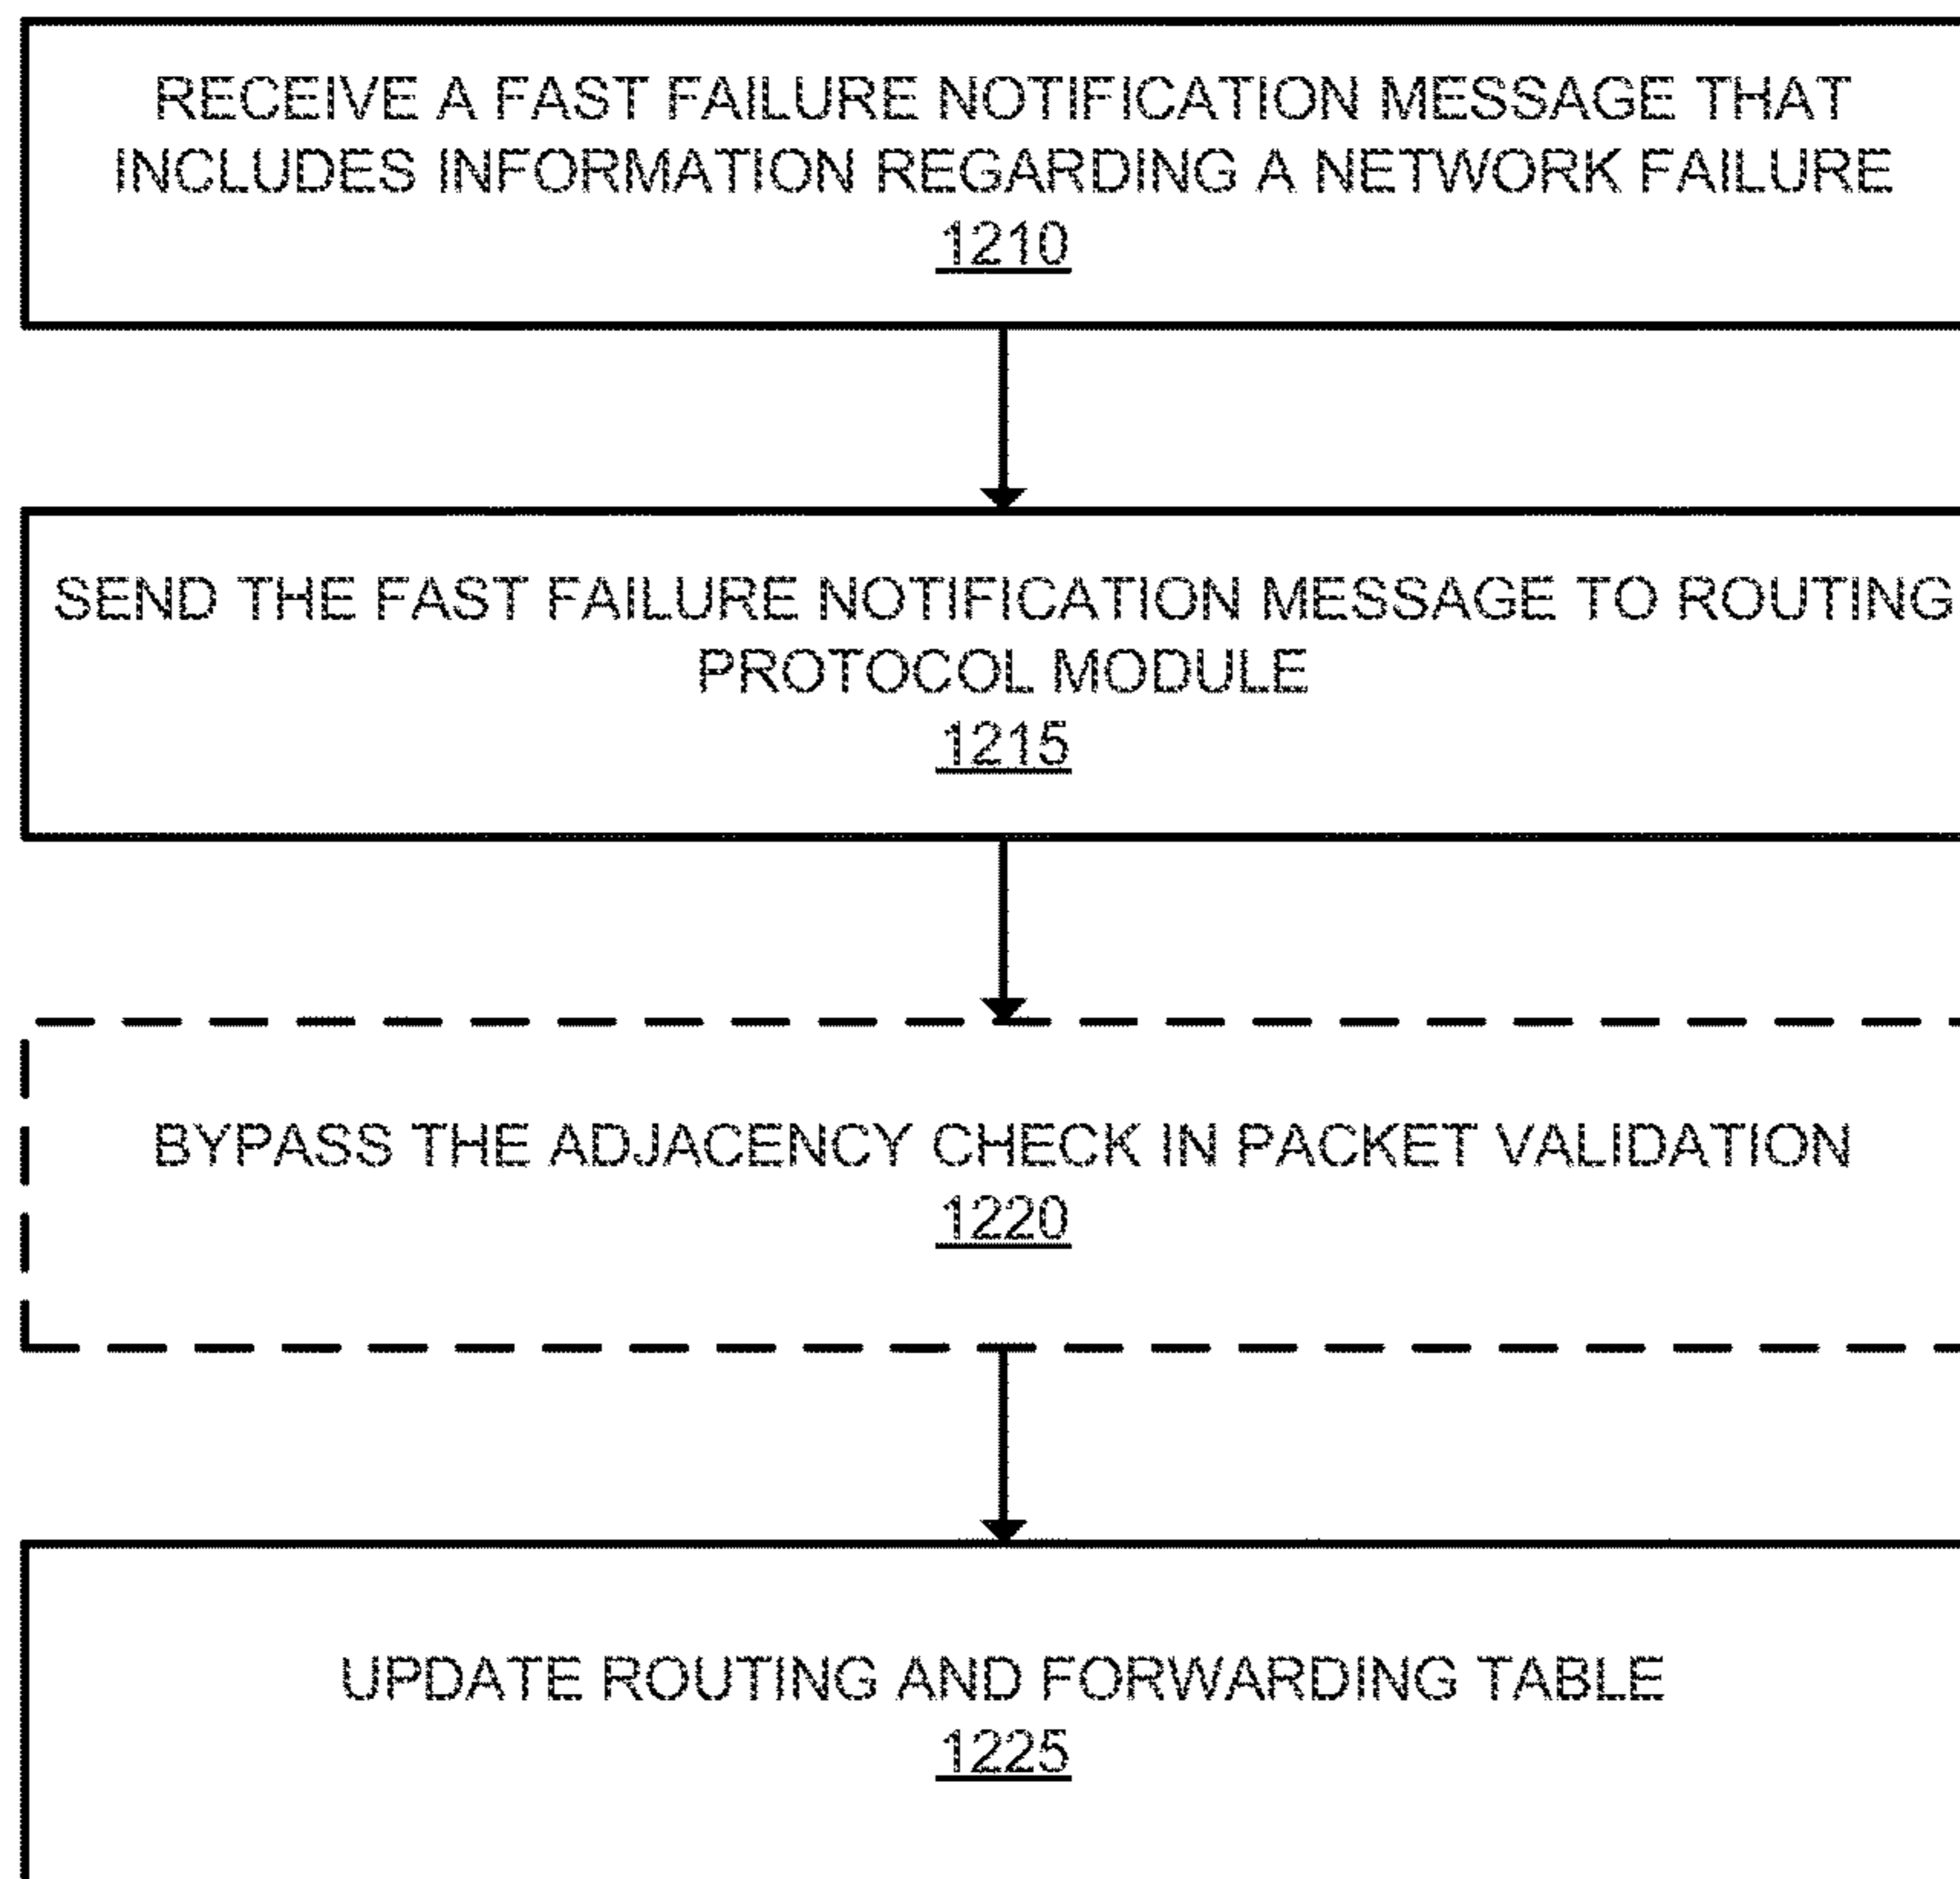 RECEIVE A FAST FAILURE NOTIFICATION MESSAGE THAT
INCLUDES INFORMATION REGARDING A NETWORK FAILURE
1210
SEND THE FAST FAILURE NOTIFICATION MESSAGE TO ROUTING
PROTOCOL MODULE
1215
BYPASS THE ADJACENCY CHECK IN PACKET VALIDATION
1220
UPDATE ROUTING AND FORWARDING TABLE
1225